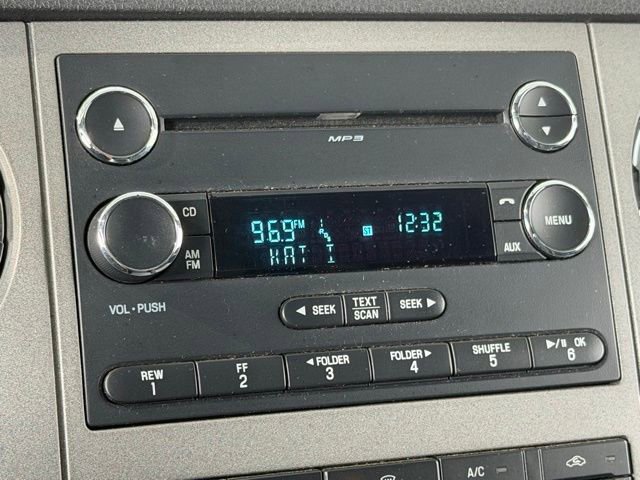 MP3
CD
96.9 FM ST 12:32
MENU
AM
FM
AUX
VOL • PUSH
◄ SEEK TEXT SCAN SEEK ►
REW 1
FF 2
◄ FOLDER 3
FOLDER ► 4
SHUFFLE 5
►/II OK 6
A/C